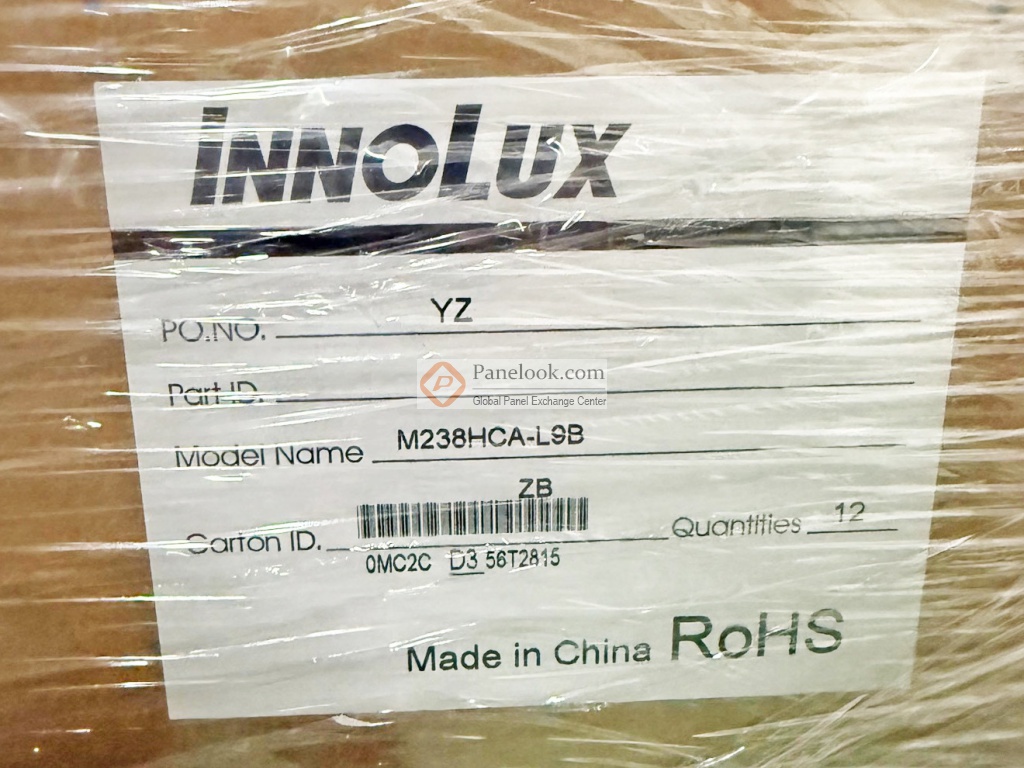 INNOLUX
PO.NO. YZ
Part ID.
Panelook.com
Global Panel Exchange Center
Model Name M238HCA-L9B
ZB
Carton ID. Quantities 12
0MC2C D3 56T2815
Made in China RoHS